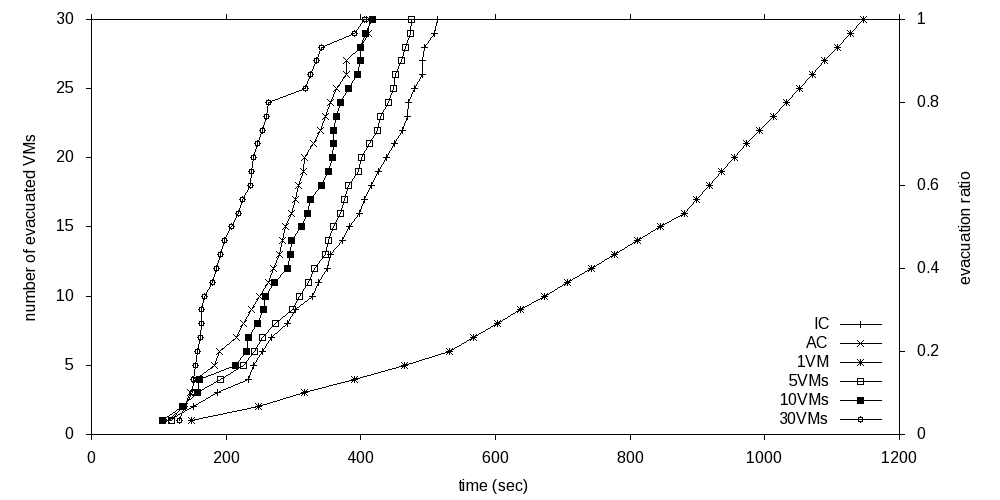 30
25
20
15
10
5
0
number of evacuated VMs
1
0.8
0.6
0.4
0.2
0
evacuation ratio
IC
AC
1VM
5VMs
10VMs
30VMs
0 200 400 600 800 1000 1200
time (sec)